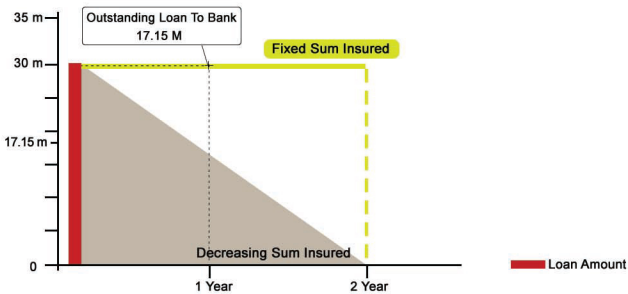 35 m
Outstanding Loan To Bank
17.15 M
Fixed Sum Insured
30 m
17.15 m
Decreasing Sum Insured
0
Loan Amount
1 Year
2 Year